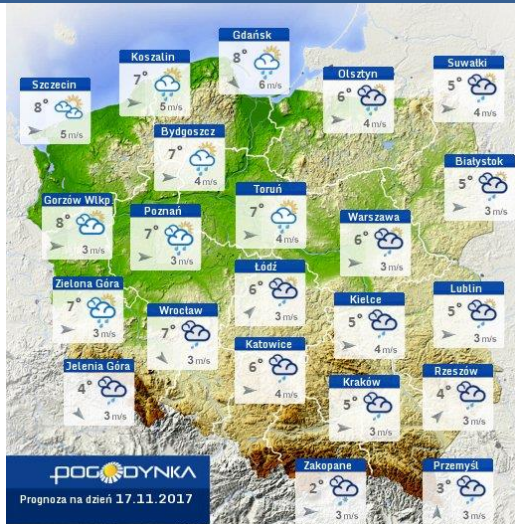 Gdańsk
8°
6 m/s
Koszalin
7°
5 m/s
Suwałki
5°
4 m/s
Olsztyn
6°
4 m/s
Szczecin
8°
5 m/s
Bydgoszcz
7°
4 m/s
Białystok
5°
3 m/s
Toruń
7°
4 m/s
Gorzów Wlkp
8°
3 m/s
Poznań
7°
3 m/s
Warszawa
6°
3 m/s
Łódź
6°
3 m/s
Zielona Góra
7°
3 m/s
Lublin
5°
3 m/s
Kielce
5°
4 m/s
Wrocław
7°
3 m/s
Katowice
6°
4 m/s
Jelenia Góra
4°
3 m/s
Rzeszów
4°
3 m/s
Kraków
5°
3 m/s
Zakopane
2°
3 m/s
Przemyśl
3°
3 m/s
POGODYNKA
Prognoza na dzień 17.11.2017